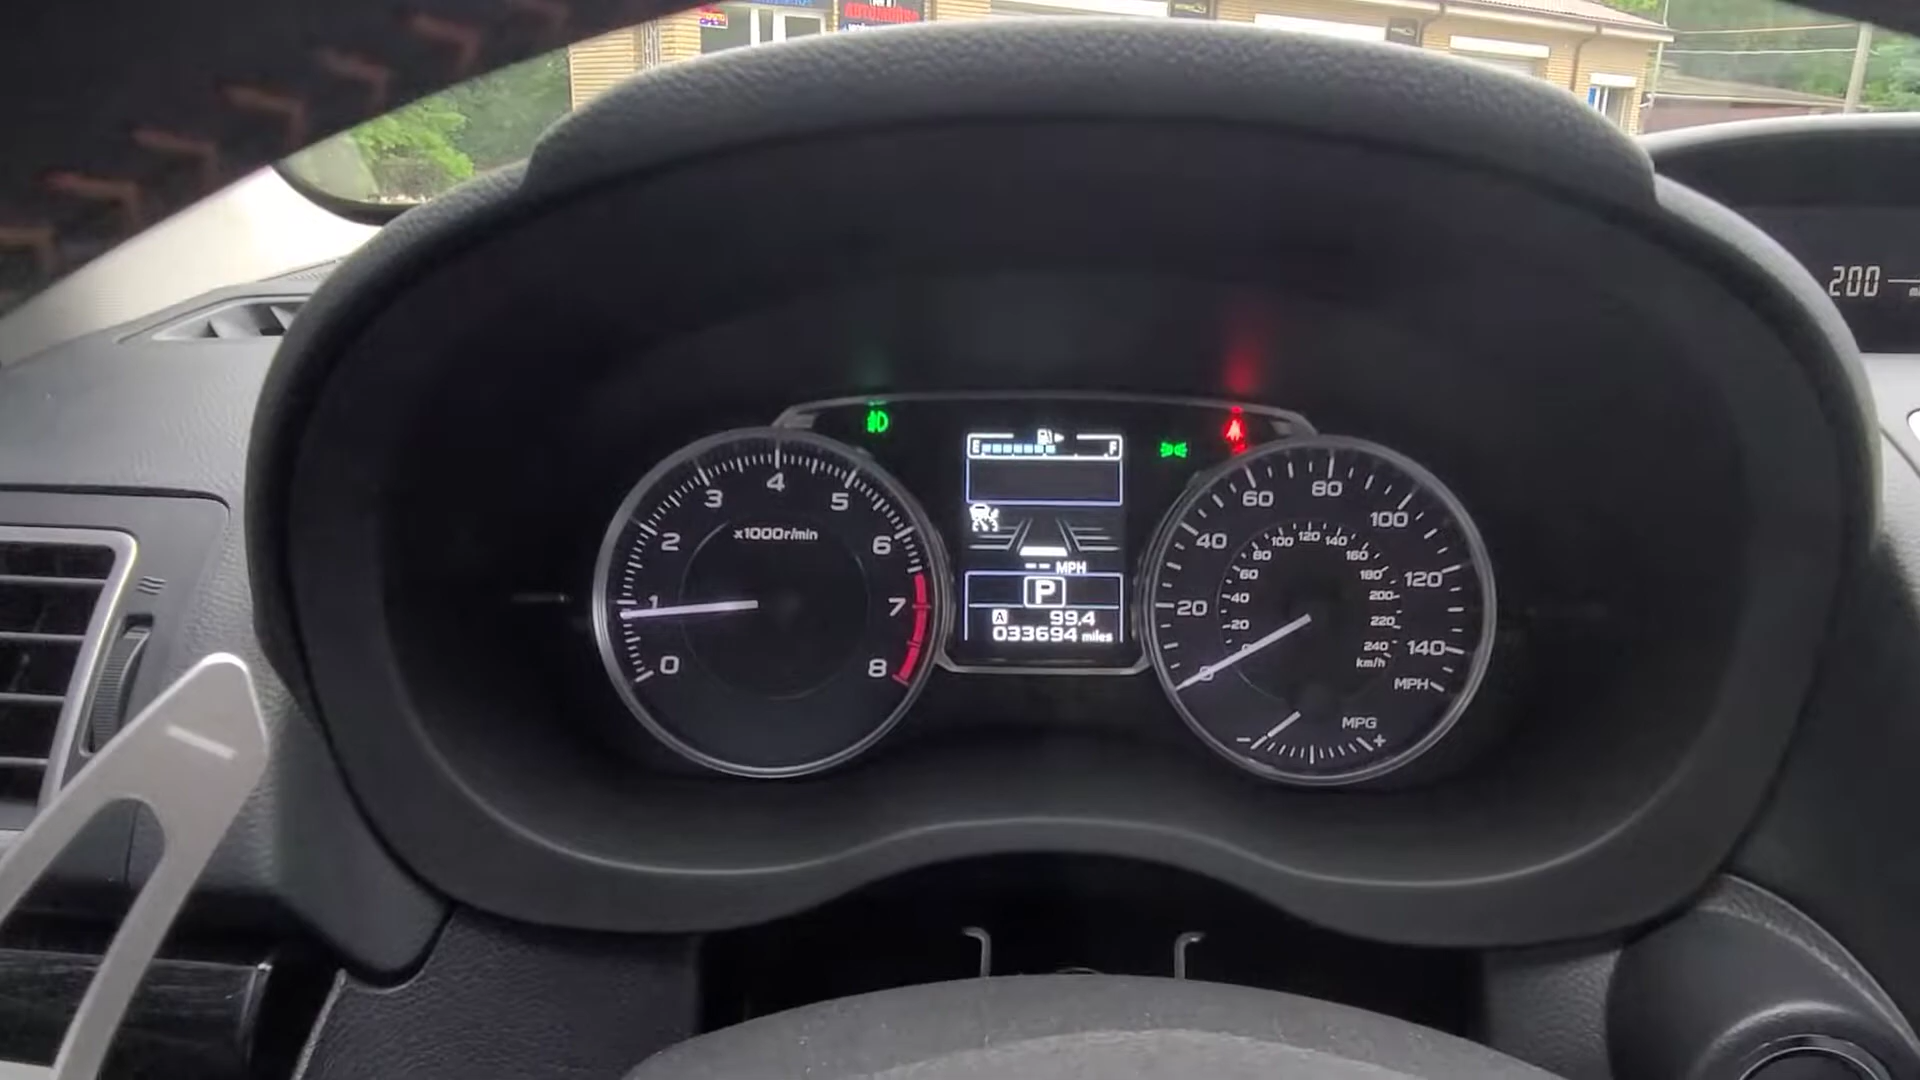 АВТОМОЙКА
200
E F
0 1 2 3 4 5 6 7 8
x1000r/min
-- MPH
P
A 99.4
033694 miles
0 20 40 60 80 100 120 140
MPH
20 40 60 80 100 120 140 160 180 200 220 240
km/h
MPG
- +